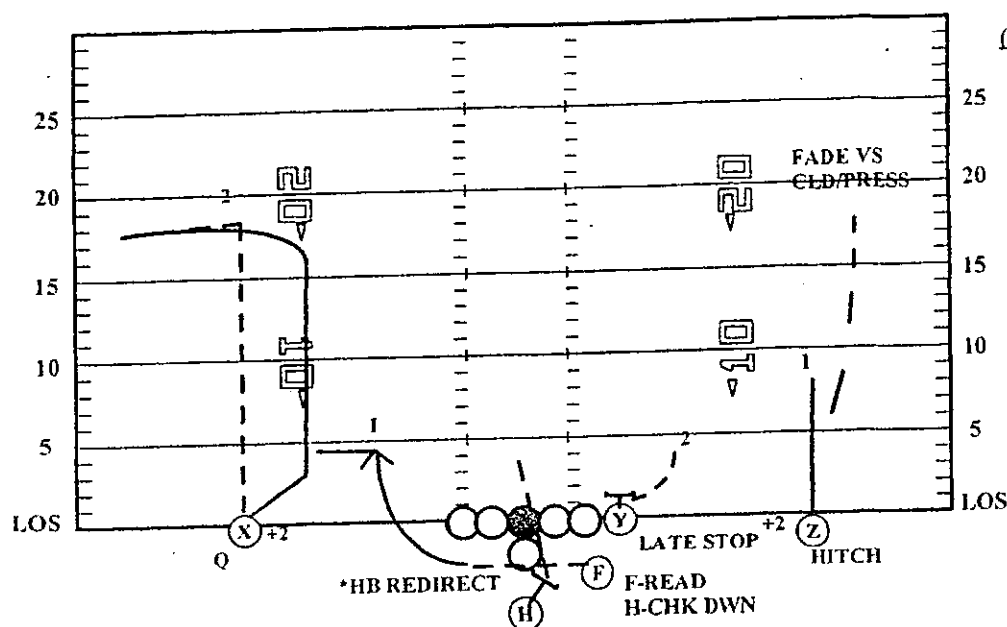 25
25
FADE VS
CLD/PRESS
20
20
2
20
20
15
15
10
10
10
10
1
5
5
1
2
LOS
LOS
X
+2
Y
+2
Z
Q
LATE STOP
HITCH
*HB REDIRECT
F
F-READ
H
H-CHK DWN